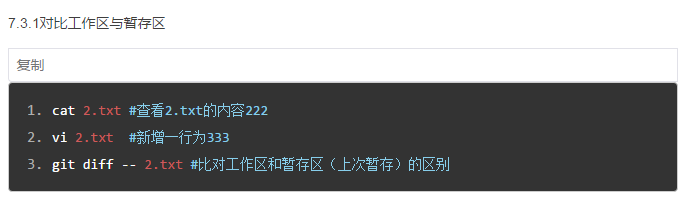 7.3.1对比工作区与暂存区
复制
1. cat 2.txt #查看2.txt的内容222
2. vi 2.txt  #新增一行为333
3. git diff -- 2.txt #比对工作区和暂存区（上次暂存）的区别